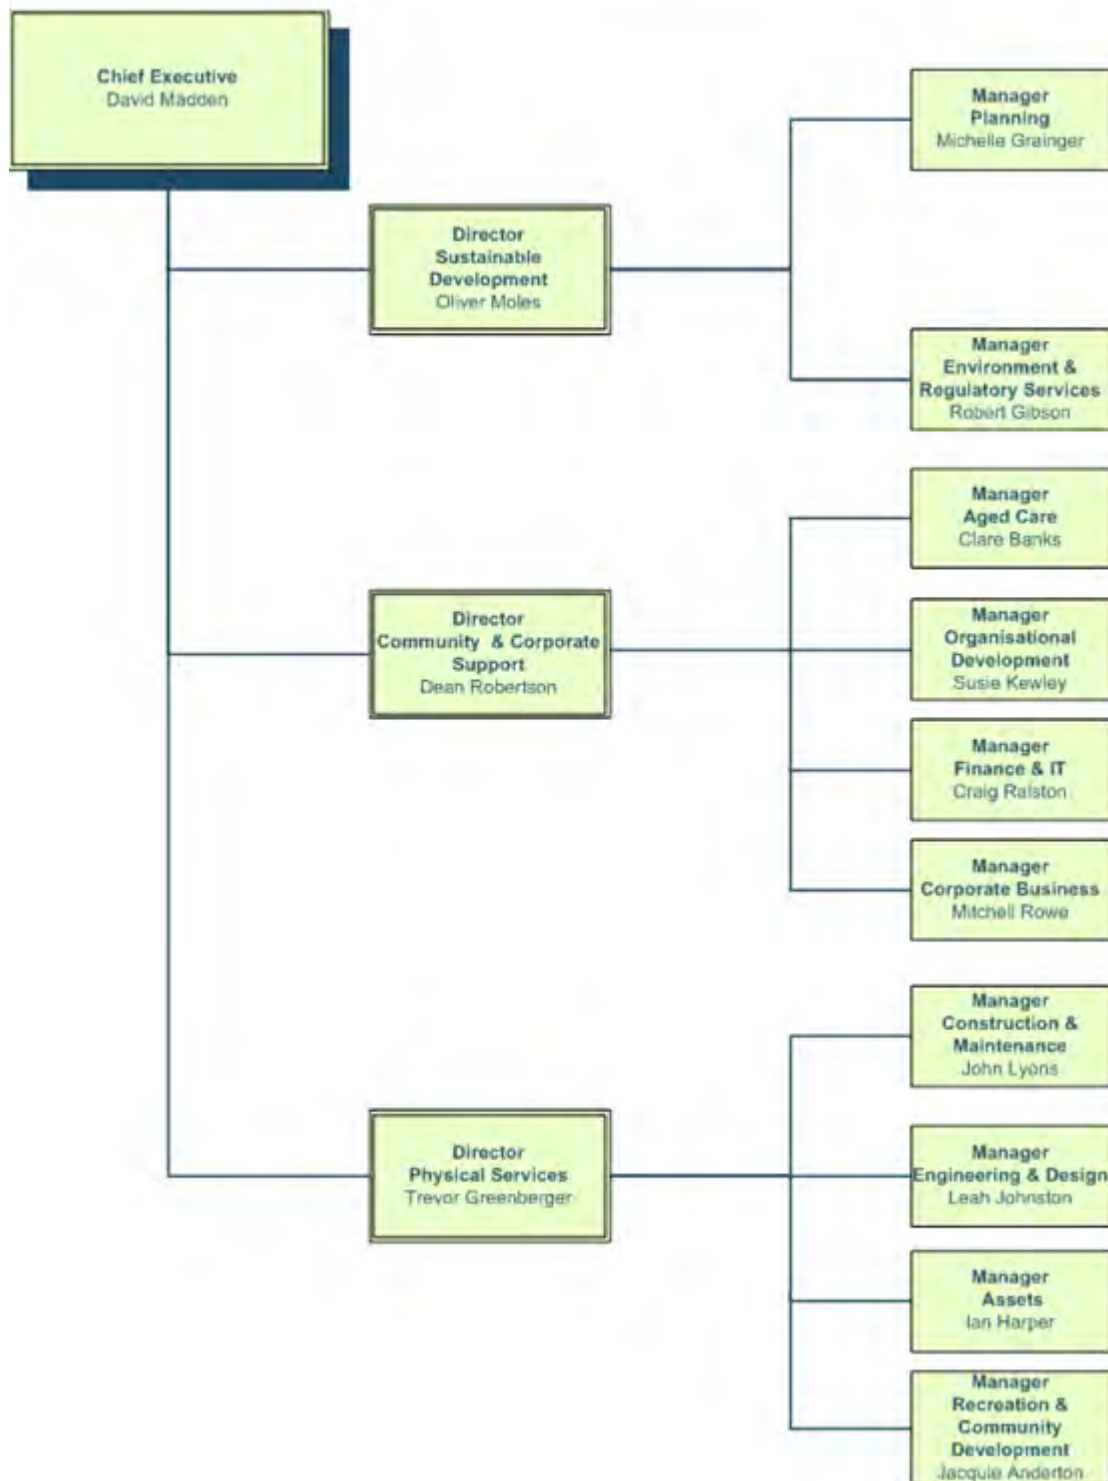 Chief Executive
David Madden
Manager
Planning
Michelle Grainger
Director
Sustainable
Development
Oliver Moles
Manager
Environment &
Regulatory Services
Robert Gibson
Manager
Aged Care
Clare Banks
Director
Community & Corporate
Support
Dean Robertson
Manager
Organisational
Development
Susie Kewley
Manager
Finance & IT
Craig Ralston
Manager
Corporate Business
Mitchell Rowe
Manager
Construction &
Maintenance
John Lyons
Director
Physical Services
Trevor Greenberger
Manager
Engineering & Design
Leah Johnston
Manager
Assets
Ian Harper
Manager
Recreation &
Community
Development
Jacquie Anderton